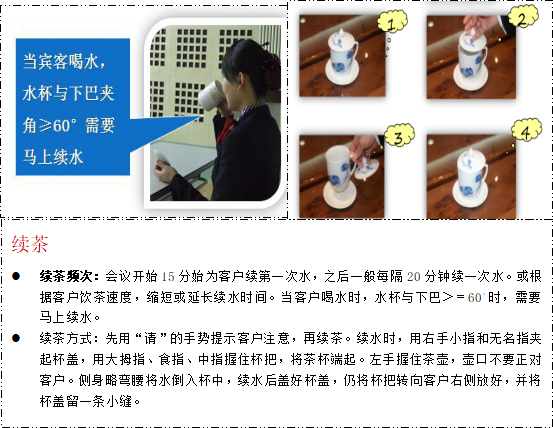 当宾客喝水，
水杯与下巴夹
角≥60°需要
马上续水
1
2
3
4
续茶
● 续茶频次：会议开始 15 分始为客户续第一次水，之后一般每隔 20 分钟续一次水。或根
据客户饮茶速度，缩短或延长续水时间。当客户喝水时，水杯与下巴＞＝60°时，需要
马上续水。
● 续茶方式：先用“请”的手势提示客户注意，再续茶。续水时，用右手小指和无名指夹
起杯盖，用大拇指、食指、中指握住杯把，将茶杯端起。左手握住茶壶，壶口不要正对
客户。侧身略弯腰将水倒入杯中，续水后盖好杯盖，仍将杯把转向客户右侧放好，并将
杯盖留一条小缝。